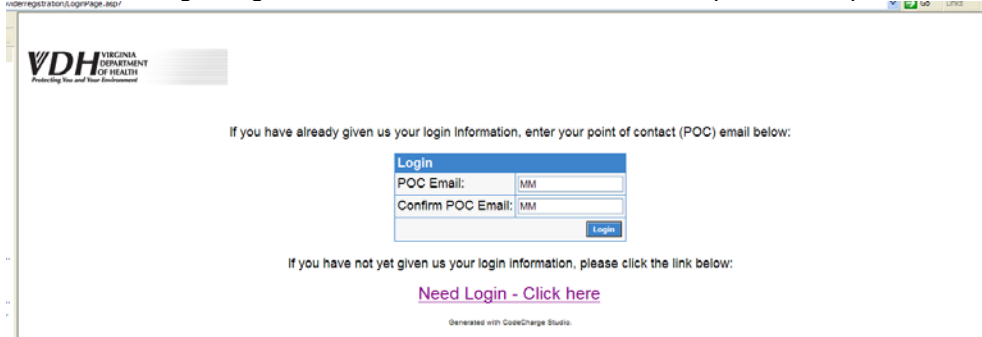 viderregistration/LoginPage.asp?
Go Links
VDH VIRGINIA
DEPARTMENT
OF HEALTH
Protecting You and Your Environment
If you have already given us your login Information, enter your point of contact (POC) email below:
Login
POC Email: MM
Confirm POC Email: MM
Login
If you have not yet given us your login information, please click the link below:
Need Login - Click here
Generated with CodeCharge Studio.